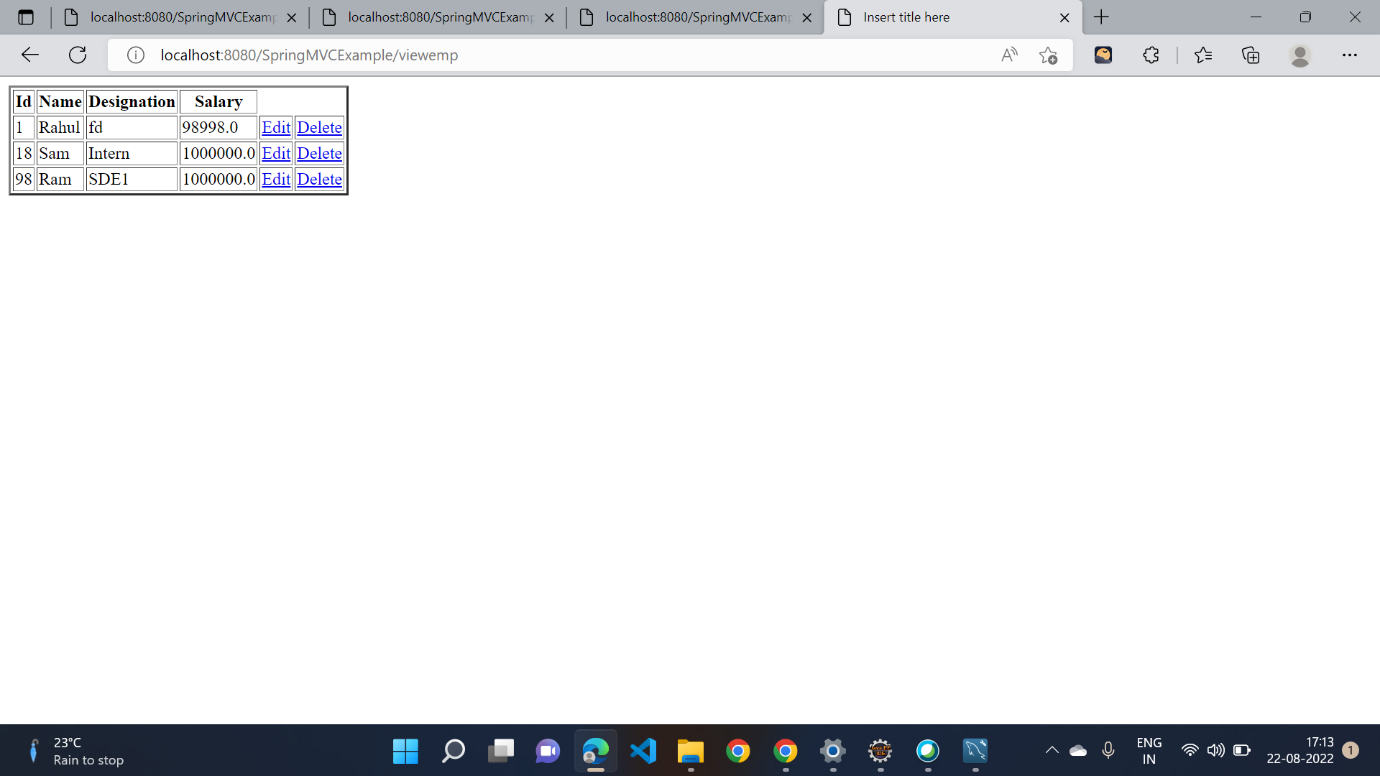 localhost:8080/SpringMVCExamp
localhost:8080/SpringMVCExamp
localhost:8080/SpringMVCExamp
Insert title here
localhost:8080/SpringMVCExample/viewemp
Id Name Designation Salary
1 Rahul fd 98998.0 Edit Delete
18 Sam Intern 1000000.0 Edit Delete
98 Ram SDE1 1000000.0 Edit Delete
23°C
Rain to stop
ENG
IN
17:13
22-08-2022
1